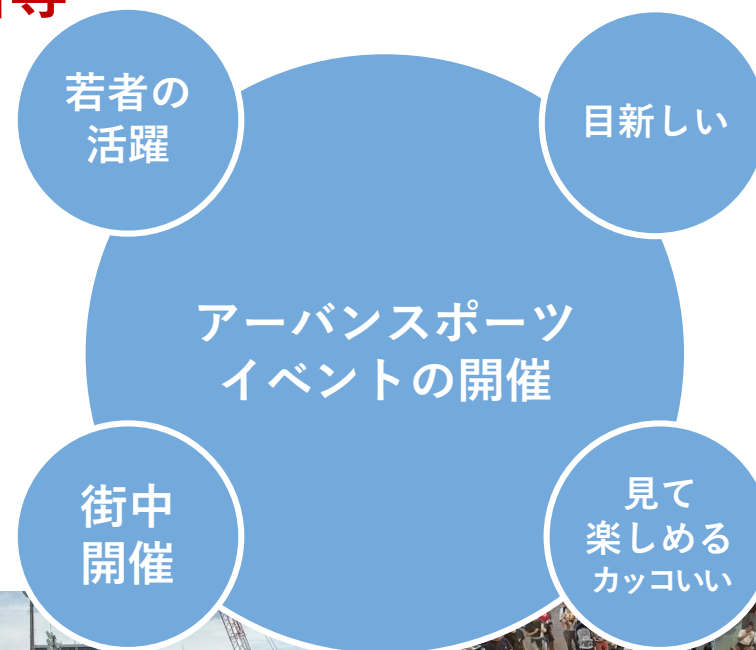 若者の
活躍
目新しい
アーバンスポーツ
イベントの開催
街中
開催
見て
楽しめる
カッコいい